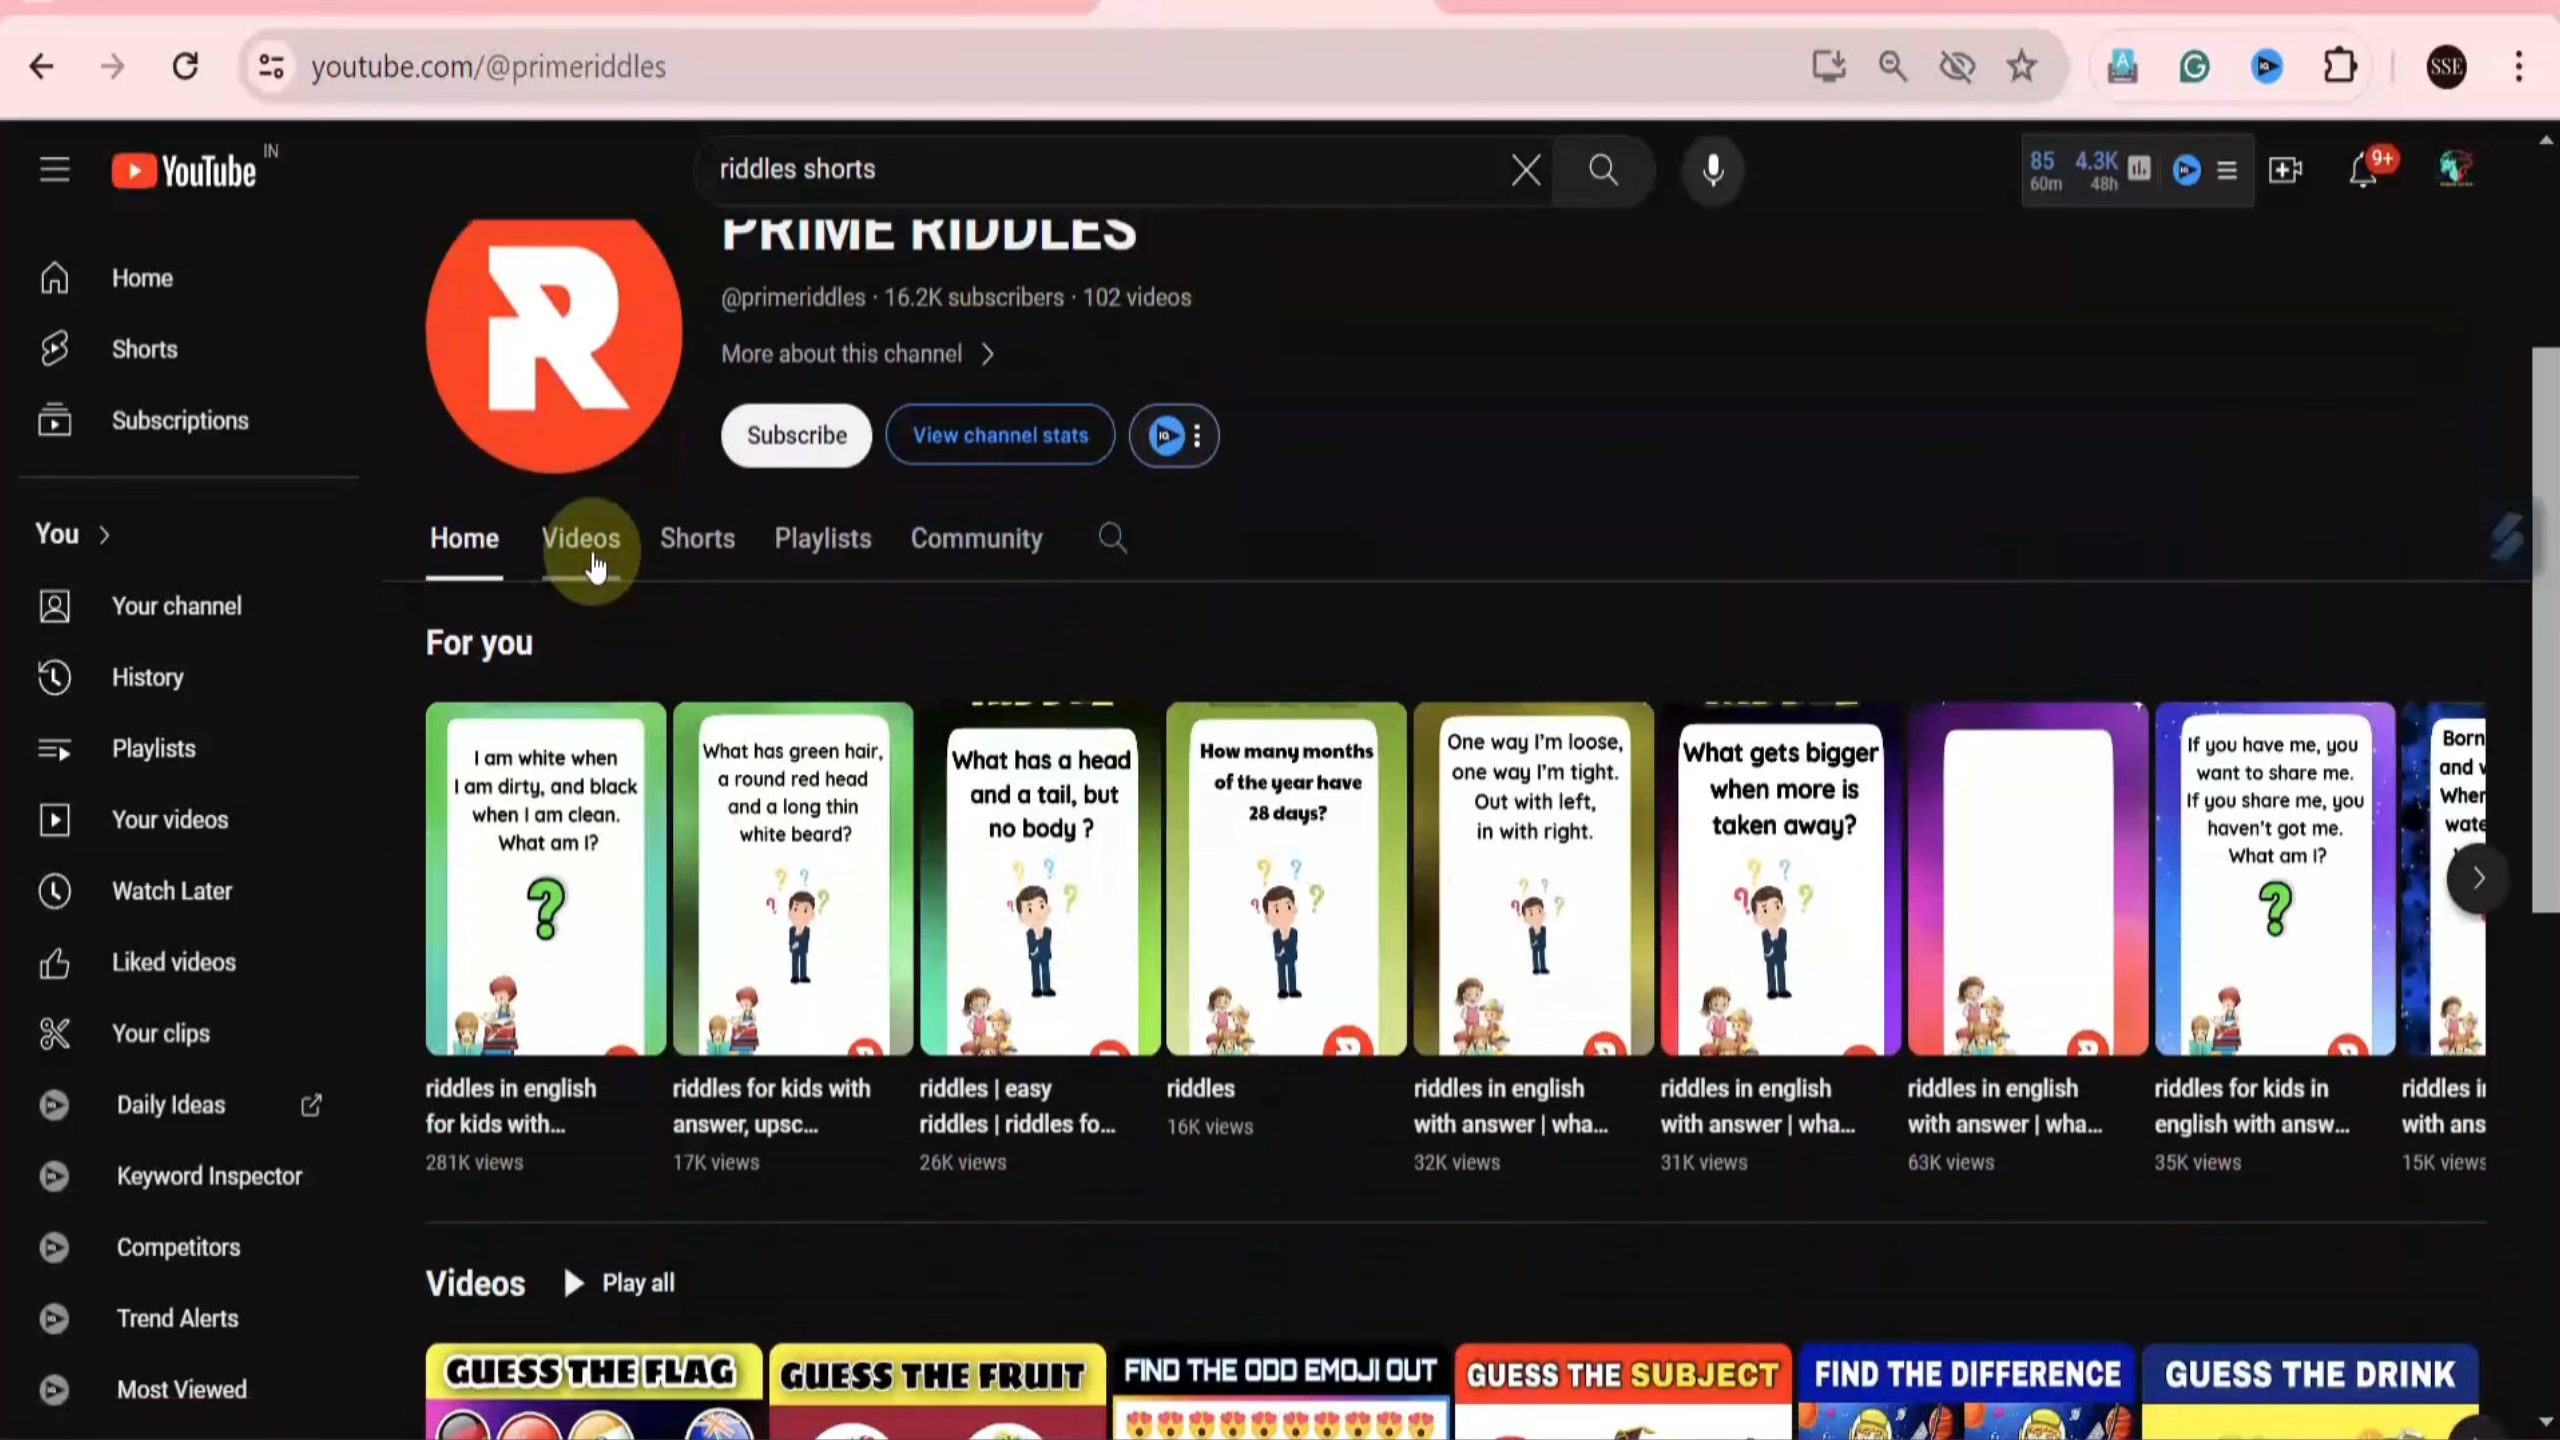 youtube.com/@primeriddles
SSE
YouTube IN
riddles shorts
85 4.3K
60m 48h
9+
PRIME RIDDLES
@primeriddles · 16.2K subscribers · 102 videos
More about this channel
Subscribe
View channel stats
Home
Shorts
Subscriptions
You
Your channel
History
Playlists
Your videos
Watch Later
Liked videos
Your clips
Daily Ideas
Keyword Inspector
Competitors
Trend Alerts
Most Viewed
Home Videos Shorts Playlists Community
For you
I am white when
I am dirty, and black
when I am clean.
What am I?
riddles in english
for kids with...
281K views
What has green hair,
a round red head
and a long thin
white beard?
riddles for kids with
answer, upsc...
17K views
What has a head
and a tail, but
no body ?
riddles | easy
riddles | riddles fo...
26K views
How many months
of the year have
28 days?
riddles
16K views
One way I'm loose,
one way I'm tight.
Out with left,
in with right.
riddles in english
with answer | wha...
32K views
What gets bigger
when more is
taken away?
riddles in english
with answer | wha...
31K views
riddles in english
with answer | wha...
63K views
If you have me, you
want to share me.
If you share me, you
haven't got me.
What am I?
riddles for kids in
english with answ...
35K views
Born
and
When
wate
riddles i
with ans
15K views
Videos Play all
GUESS THE FLAG
GUESS THE FRUIT
FIND THE ODD EMOJI OUT
GUESS THE SUBJECT
FIND THE DIFFERENCE
GUESS THE DRINK